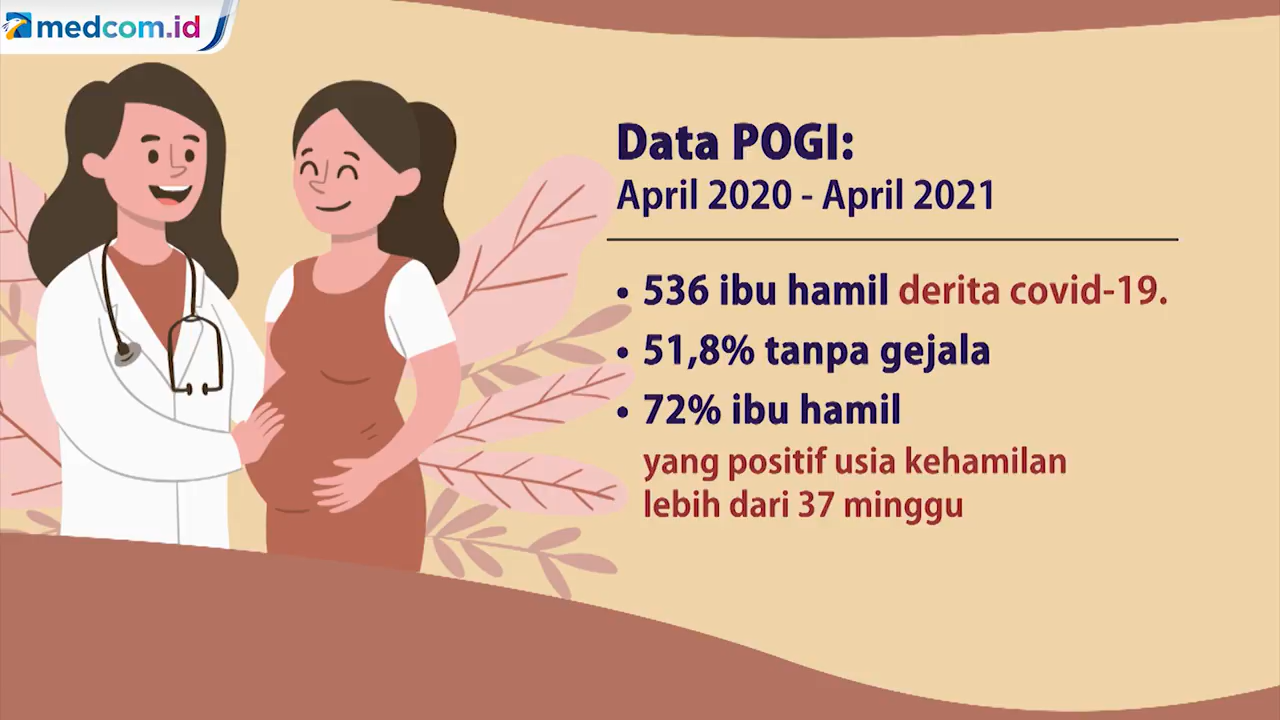 medcom.id
Data POGI:
April 2020 - April 2021
• 536 ibu hamil derita covid-19.
• 51,8% tanpa gejala
• 72% ibu hamil
yang positif usia kehamilan
lebih dari 37 minggu